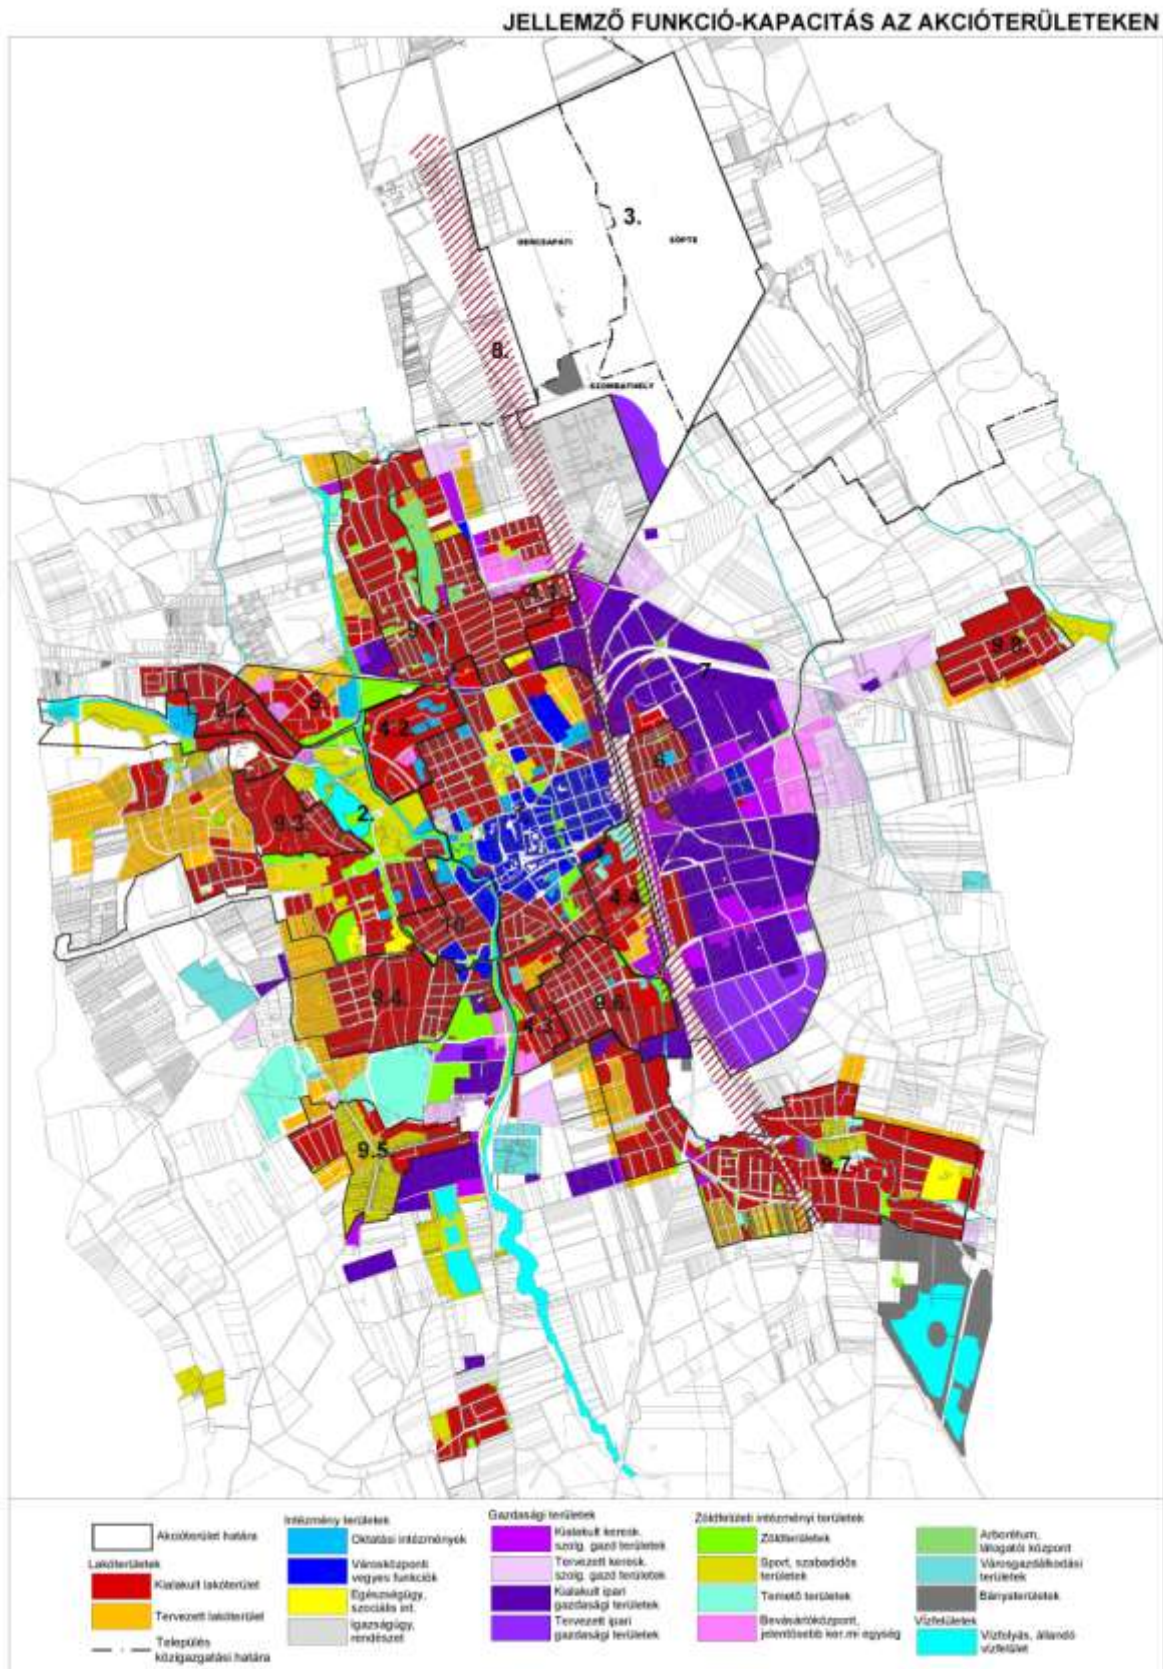 JELLEMZŐ FUNKCIÓ-KAPACITÁS AZ AKCIÓTERÜLETEKEN
3.
SÖPTE
8.
SZOMBATHELY
9.
9.8.
7.
9.2.
9.
4.2.
6.
2.
9.3.
4.4.
10.
9.4.
9.6.
4.3.
9.5.
9.7.
Akcióterület határa
Lakóterületek
Kialakult lakóterület
Tervezett lakóterület
Település
közigazgatási határa
Intézmény területek
Oktatási intézmények
Városközponti
vegyes funkciók
Egészségügy,
szociális int.
Igazságügy,
rendészet
Gazdasági területek
Kialakult keresk.
szolg. gazd területek
Tervezett keresk.
szolg. gazd területek
Kialakult ipari
gazdasági területek
Tervezett ipari
gazdasági területek
Zöldfelületi intézményi területek
Zöldterületek
Sport, szabadidős
területek
Temető területek
Bevásárlóközpont,
jelentősebb ker.mi egység
Arborétum,
látogatói központ
Városgazdálkodási
területek
Bányaterületek
Vízfelületek
Vízfolyás, állandó
vízfelület